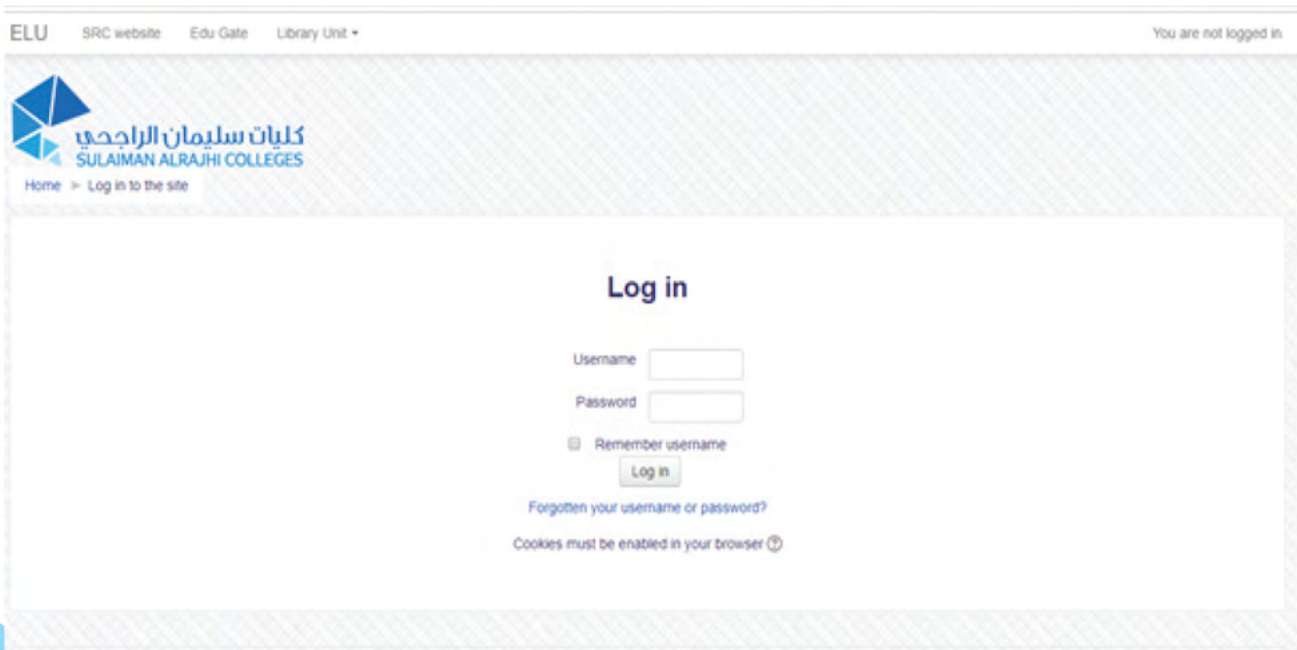 ELU SRC website Edu Gate Library Unit You are not logged in
كليات سليمان الراجحي
SULAIMAN ALRAJHI COLLEGES
Home Log in to the site
Log in
Username
Password
Remember username
Log in
Forgotten your username or password?
Cookies must be enabled in your browser ?